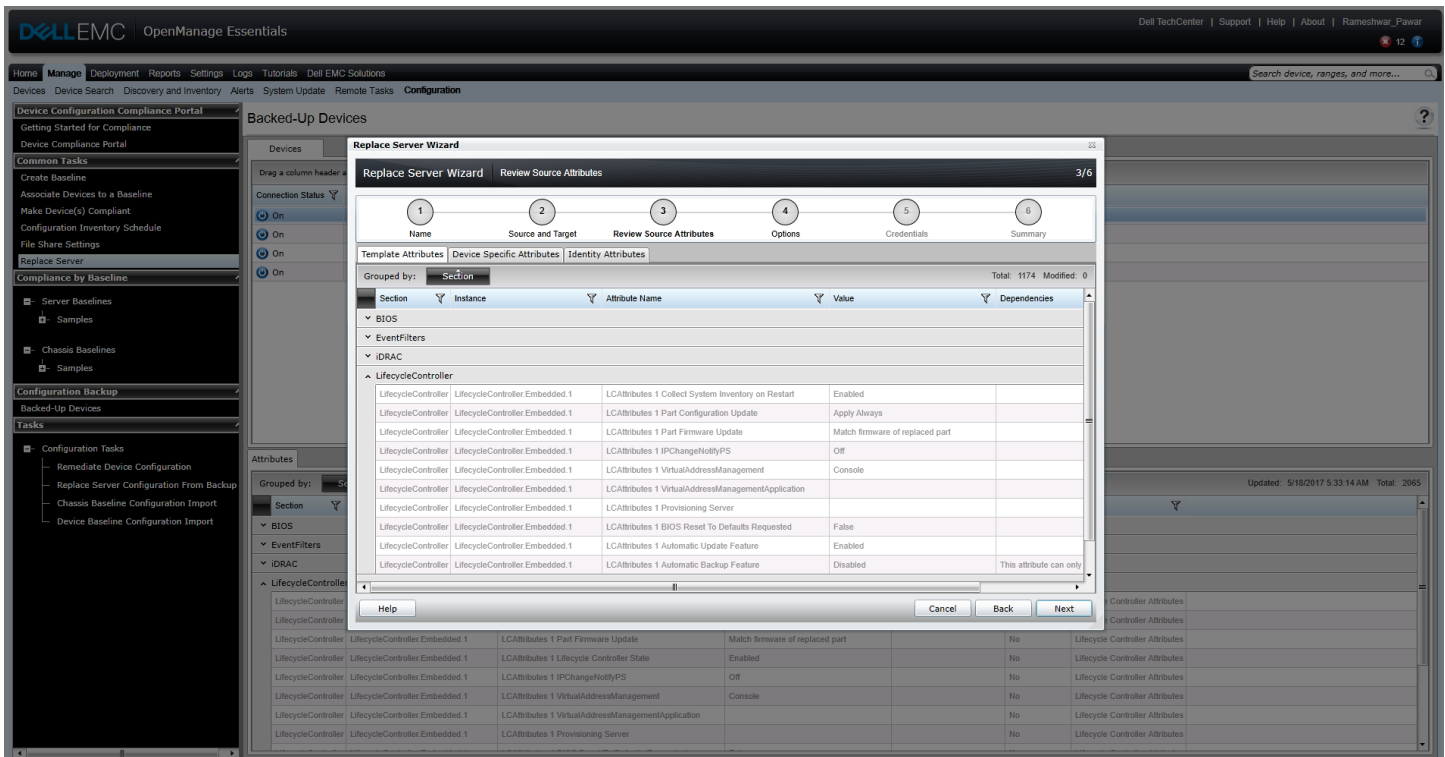 DELLEMC OpenManage Essentials
Dell TechCenter | Support | Help | About | Rameshwar_Pawar
12
Home Manage Deployment Reports Settings Logs Tutorials Dell EMC Solutions
Search device, ranges, and more...
Devices Device Search Discovery and Inventory Alerts System Update Remote Tasks Configuration
Device Configuration Compliance Portal
Getting Started for Compliance
Device Compliance Portal
Common Tasks
Create Baseline
Associate Devices to a Baseline
Make Device(s) Compliant
Configuration Inventory Schedule
File Share Settings
Replace Server
Compliance by Baseline
Server Baselines
Samples
Chassis Baselines
Samples
Configuration Backup
Backed-Up Devices
Tasks
Configuration Tasks
Remediate Device Configuration
Replace Server Configuration From Backup
Chassis Baseline Configuration Import
Device Baseline Configuration Import
Backed-Up Devices
?
Devices
Drag a column header a
Connection Status
On
On
On
On
Replace Server Wizard
Replace Server Wizard Review Source Attributes 3/6
1 2 3 4 5 6
Name Source and Target Review Source Attributes Options Credentials Summary
Template Attributes Device Specific Attributes Identity Attributes
Grouped by: Section Total: 1174 Modified: 0
Section Instance Attribute Name Value Dependencies
BIOS
EventFilters
iDRAC
LifecycleController
LifecycleController LifecycleController.Embedded.1 LCAttributes 1 Collect System Inventory on Restart Enabled
LifecycleController LifecycleController.Embedded.1 LCAttributes 1 Part Configuration Update Apply Always
LifecycleController LifecycleController.Embedded.1 LCAttributes 1 Part Firmware Update Match firmware of replaced part
LifecycleController LifecycleController.Embedded.1 LCAttributes 1 IPChangeNotifyPS Off
LifecycleController LifecycleController.Embedded.1 LCAttributes 1 VirtualAddressManagement Console
LifecycleController LifecycleController.Embedded.1 LCAttributes 1 VirtualAddressManagementApplication
LifecycleController LifecycleController.Embedded.1 LCAttributes 1 Provisioning Server
LifecycleController LifecycleController.Embedded.1 LCAttributes 1 BIOS Reset To Defaults Requested False
LifecycleController LifecycleController.Embedded.1 LCAttributes 1 Automatic Update Feature Enabled
LifecycleController LifecycleController.Embedded.1 LCAttributes 1 Automatic Backup Feature Disabled This attribute can only
Help Cancel Back Next
Attributes
Grouped by: Se Updated: 5/18/2017 5:33:14 AM Total: 2065
Section
BIOS
EventFilters
iDRAC
LifecycleController
LifecycleController Controller Attributes
LifecycleController Controller Attributes
LifecycleController LifecycleController.Embedded.1 LCAttributes 1 Part Firmware Update Match firmware of replaced part No Lifecycle Controller Attributes
LifecycleController LifecycleController.Embedded.1 LCAttributes 1 Lifecycle Controller State Enabled No Lifecycle Controller Attributes
LifecycleController LifecycleController.Embedded.1 LCAttributes 1 IPChangeNotifyPS Off No Lifecycle Controller Attributes
LifecycleController LifecycleController.Embedded.1 LCAttributes 1 VirtualAddressManagement Console No Lifecycle Controller Attributes
LifecycleController LifecycleController.Embedded.1 LCAttributes 1 VirtualAddressManagementApplication No Lifecycle Controller Attributes
LifecycleController LifecycleController.Embedded.1 LCAttributes 1 Provisioning Server No Lifecycle Controller Attributes